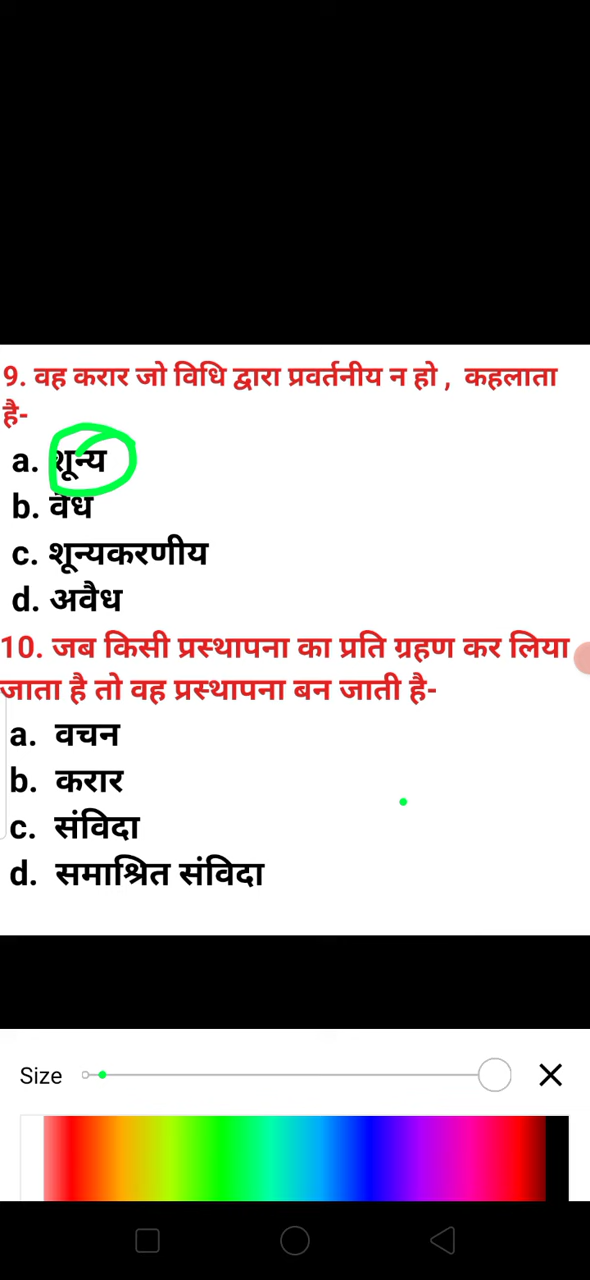 9. वह करार जो विधि द्वारा प्रवर्तनीय न हो , कहलाता
है-
a. शून्य
b. वैध
c. शून्यकरणीय
d. अवैध
10. जब किसी प्रस्थापना का प्रति ग्रहण कर लिया
जाता है तो वह प्रस्थापना बन जाती है-
a. वचन
b. करार
c. संविदा
d. समाश्रित संविदा
Size